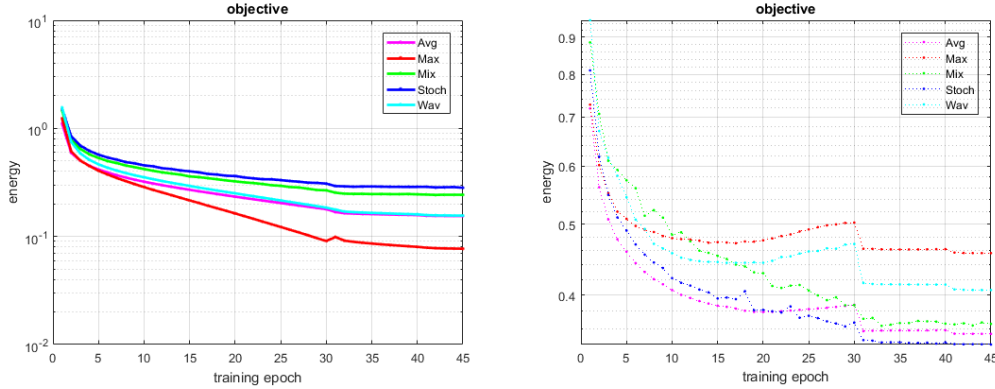 objective
10^1
10^0
10^-1
10^-2
energy
0 5 10 15 20 25 30 35 40 45
training epoch
Avg
Max
Mix
Stoch
Wav
objective
0.9
0.8
0.7
0.6
0.5
0.4
energy
0 5 10 15 20 25 30 35 40 45
training epoch
Avg
Max
Mix
Stoch
Wav